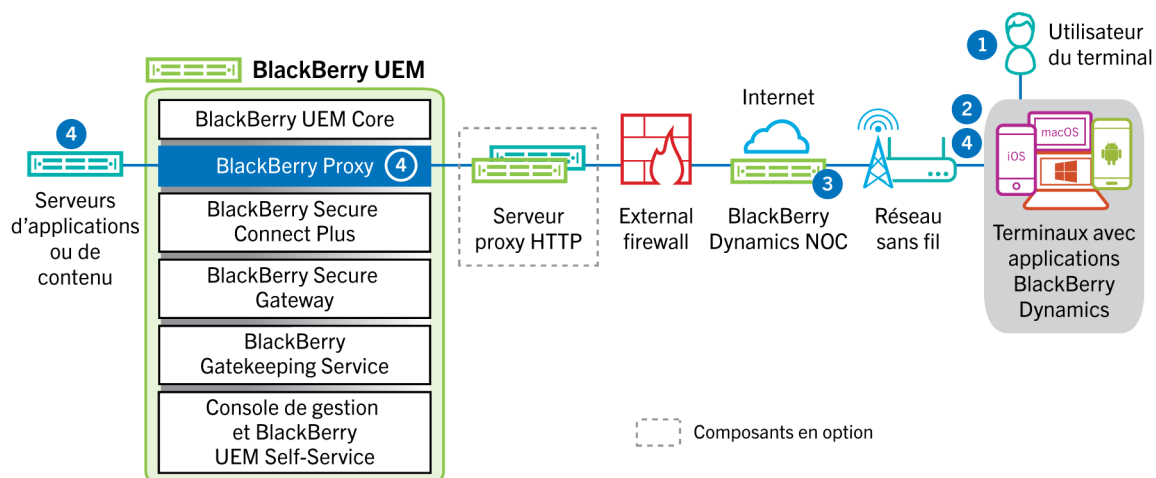 BlackBerry UEM
BlackBerry UEM Core
BlackBerry Proxy
4
BlackBerry Secure
Connect Plus
BlackBerry Secure
Gateway
BlackBerry
Gatekeeping Service
Console de gestion
et BlackBerry
UEM Self-Service
4
Serveurs
d’applications
ou de
contenu
Serveur
proxy HTTP
External
firewall
Internet
3
BlackBerry
Dynamics NOC
Réseau
sans fil
2
4
1
Utilisateur
du terminal
macOS
iOS
Terminaux avec
applications
BlackBerry
Dynamics
Composants en option